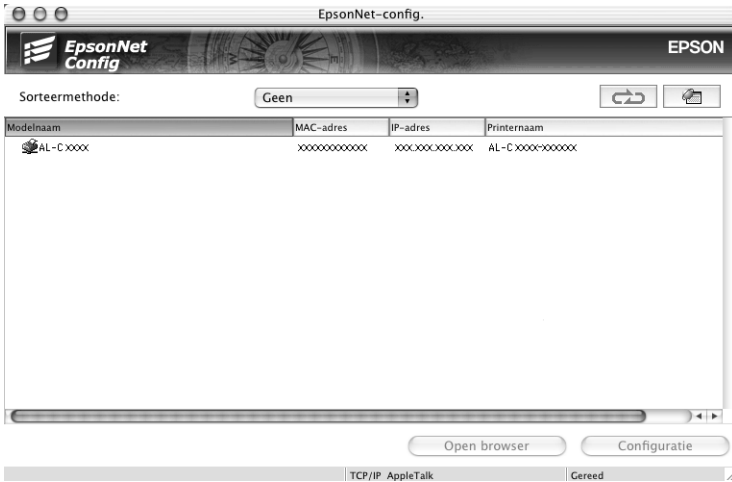 EpsonNet-config.
EpsonNet
Config
EPSON
Sorteermethode: Geen
Modelnaam MAC-adres IP-adres Printernaam
AL-C xxxx xxxxxxxxxxxx xxx.xxx.xxx.xxx AL-C xxxx-xxxxxx
Open browser Configuratie
TCP/IP AppleTalk Gereed